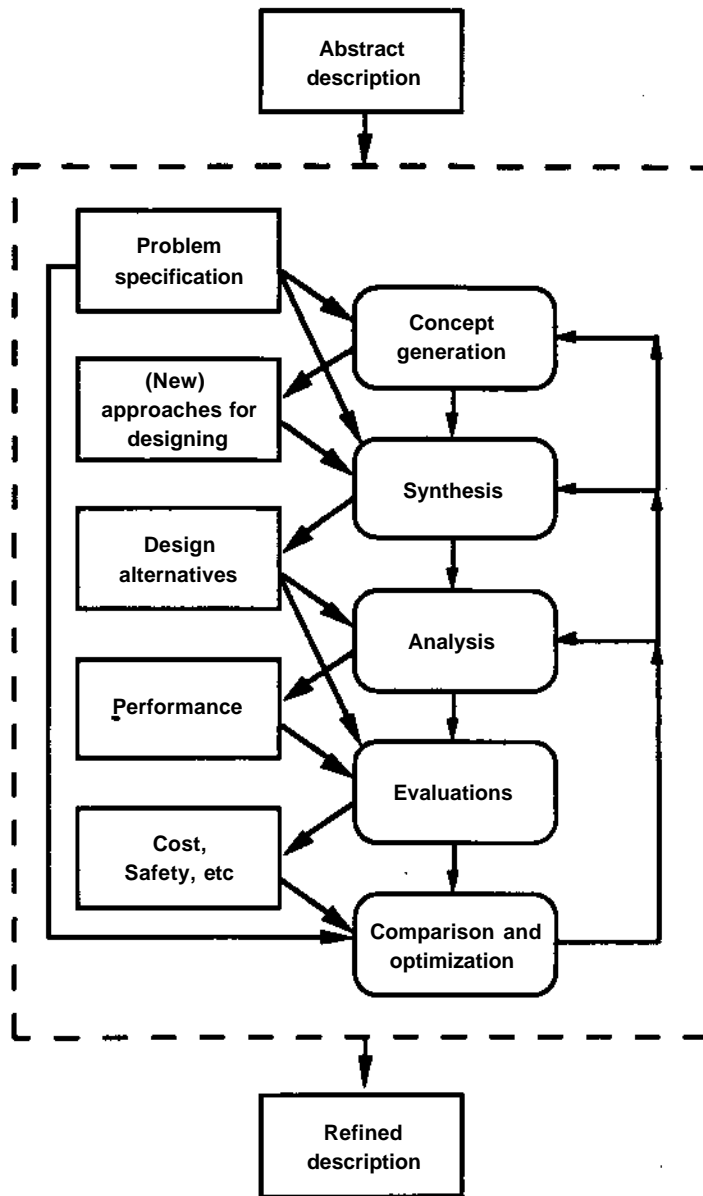 Abstract
description
Problem
specification
Concept
generation
(New)
approaches for
designing
Synthesis
Design
alternatives
Analysis
Performance
Evaluations
Cost,
Safety, etc
Comparison and
optimization
Refined
description